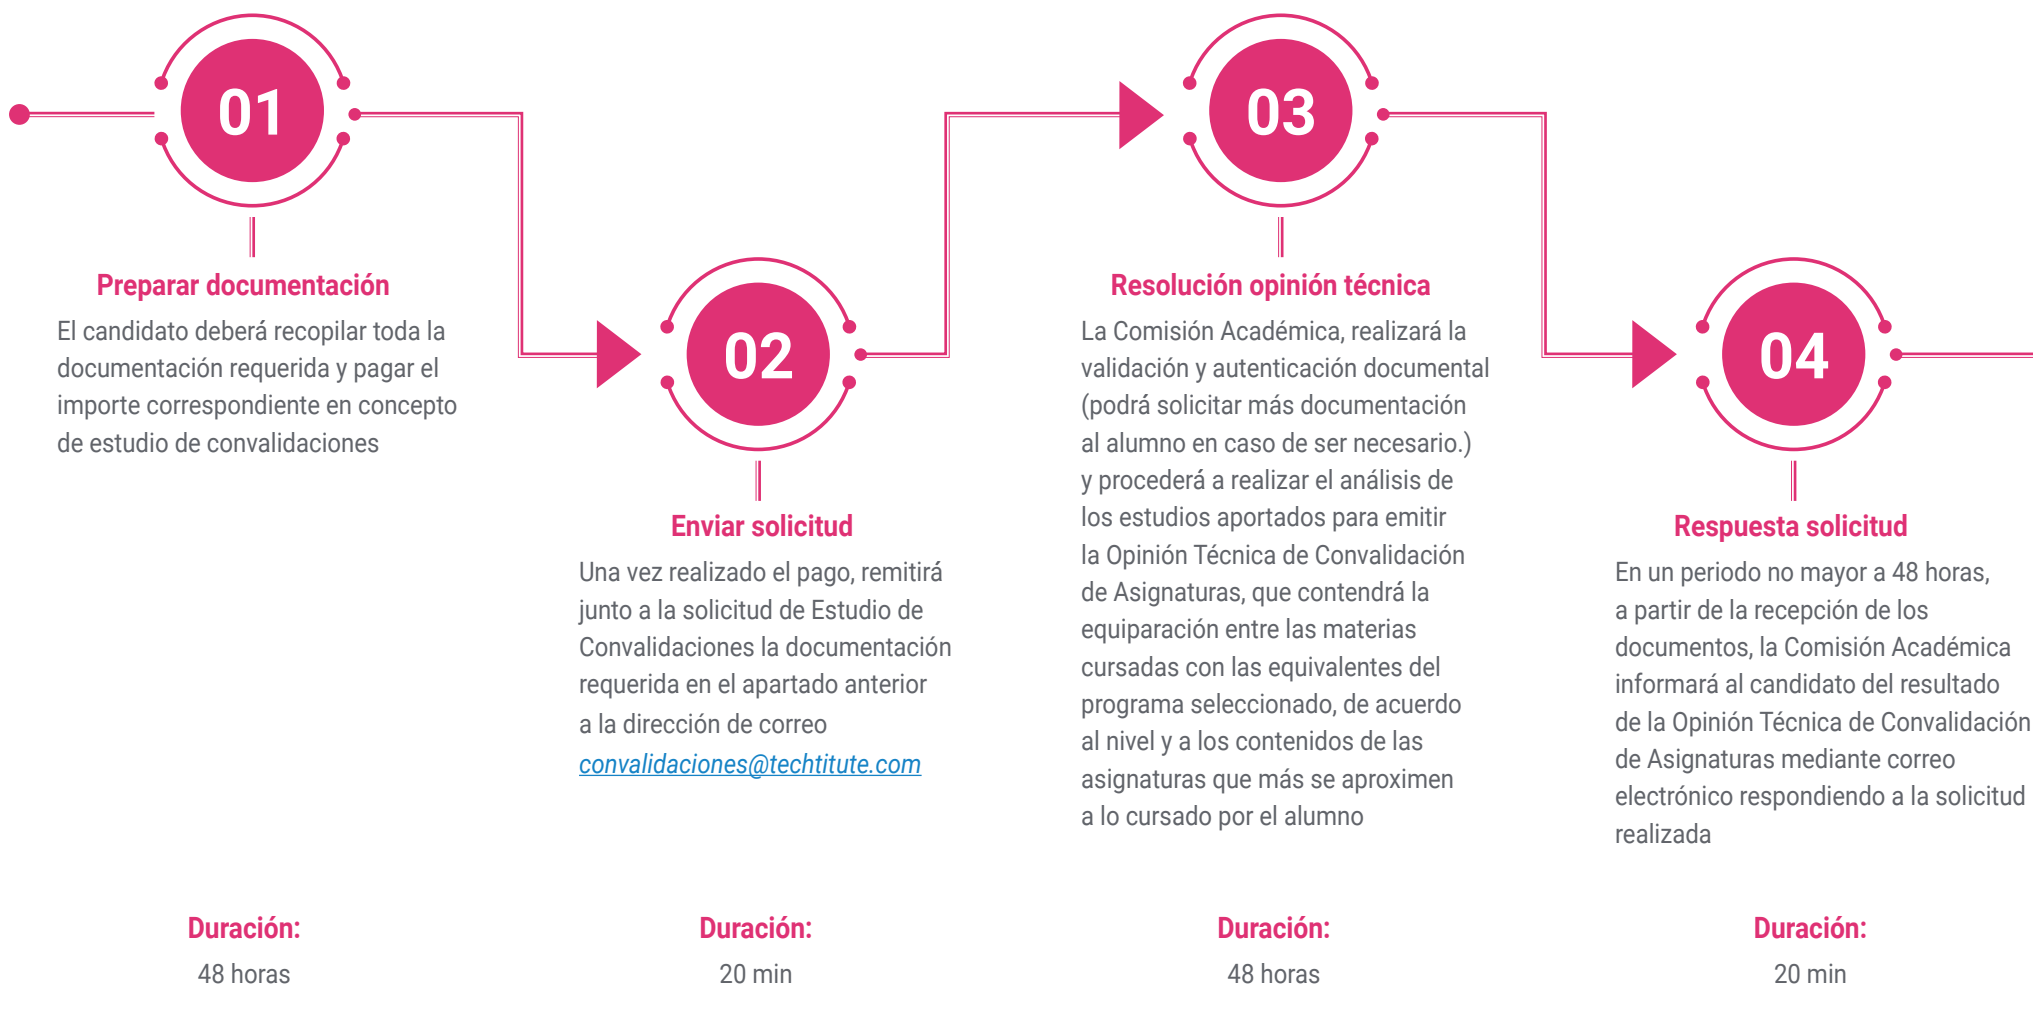 01
Preparar documentación
El candidato deberá recopilar toda la
documentación requerida y pagar el
importe correspondiente en concepto
de estudio de convalidaciones
Duración:
48 horas
02
Enviar solicitud
Una vez realizado el pago, remitirá
junto a la solicitud de Estudio de
Convalidaciones la documentación
requerida en el apartado anterior
a la dirección de correo
convalidaciones@techtitute.com
Duración:
20 min
03
Resolución opinión técnica
La Comisión Académica, realizará la
validación y autenticación documental
(podrá solicitar más documentación
al alumno en caso de ser necesario.)
y procederá a realizar el análisis de
los estudios aportados para emitir
la Opinión Técnica de Convalidación
de Asignaturas, que contendrá la
equiparación entre las materias
cursadas con las equivalentes del
programa seleccionado, de acuerdo
al nivel y a los contenidos de las
asignaturas que más se aproximen
a lo cursado por el alumno
Duración:
48 horas
04
Respuesta solicitud
En un periodo no mayor a 48 horas,
a partir de la recepción de los
documentos, la Comisión Académica
informará al candidato del resultado
de la Opinión Técnica de Convalidación
de Asignaturas mediante correo
electrónico respondiendo a la solicitud
realizada
Duración:
20 min